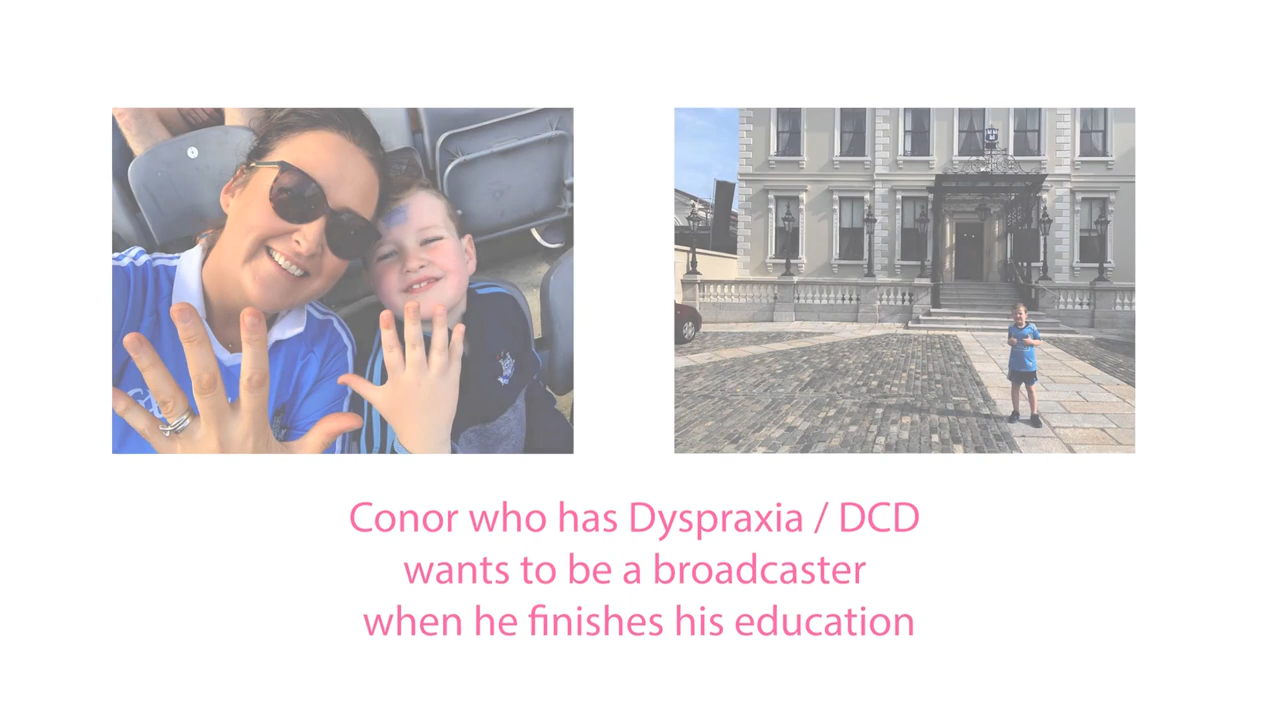 Conor who has Dyspraxia / DCD
wants to be a broadcaster
when he finishes his education